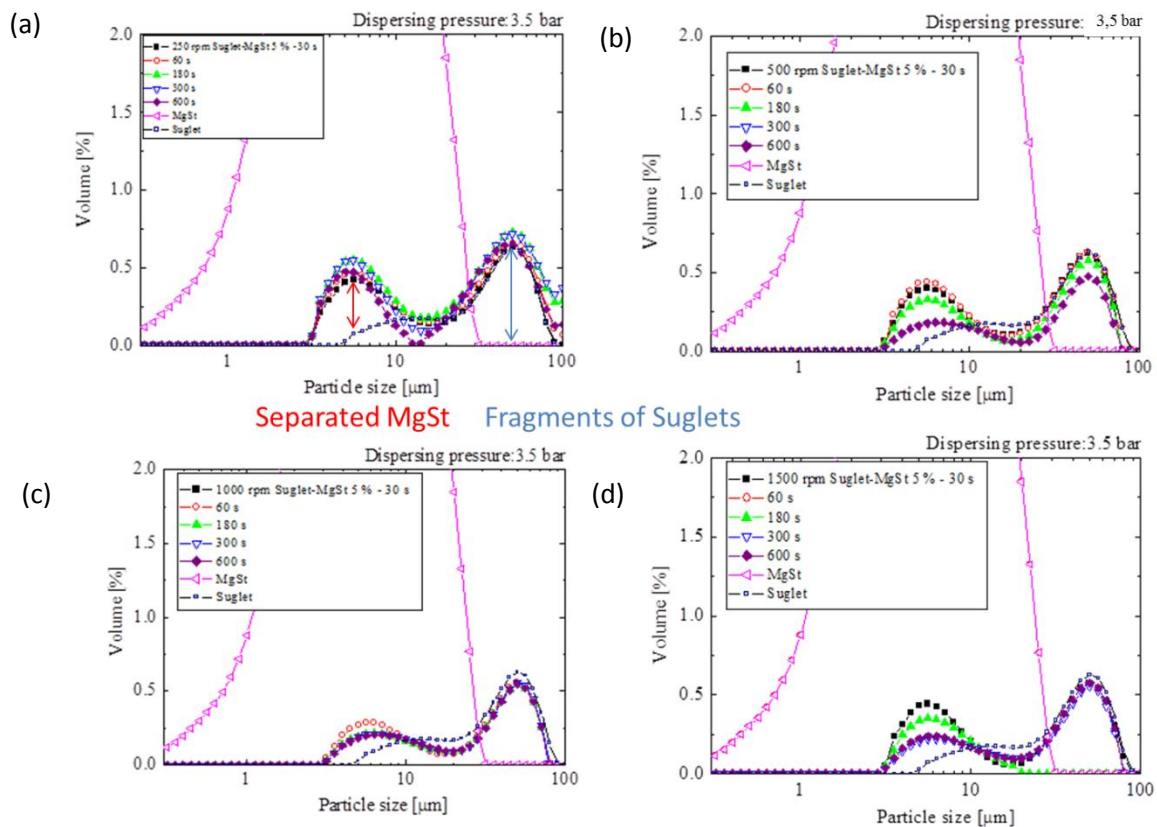 (a)
Dispersing pressure:3.5 bar
2.0
1.5
1.0
0.5
0.0
Volume [%]
250 rpm Suglet-MgSt 5 % -30 s
60 s
180 s
300 s
600 s
MgSt
Suglet
1 10 100
Particle size [μm]
(b)
Dispersing pressure: 3,5 bar
2.0
1.5
1.0
0.5
0.0
Volume [%]
500 rpm Suglet-MgSt 5 % - 30 s
60 s
180 s
300 s
600 s
MgSt
Suglet
1 10 100
Particle size [μm]
Separated MgSt Fragments of Suglets
(c)
Dispersing pressure:3.5 bar
2.0
1.5
1.0
0.5
0.0
Volume [%]
1000 rpm Suglet-MgSt 5 % - 30 s
60 s
180 s
300 s
600 s
MgSt
Suglet
1 10 100
Particle size [μm]
(d)
Dispersing pressure:3.5 bar
2.0
1.5
1.0
0.5
0.0
Volume [%]
1500 rpm Suglet-MgSt 5 % - 30 s
60 s
180 s
300 s
600 s
MgSt
Suglet
1 10 100
Particle size [μm]